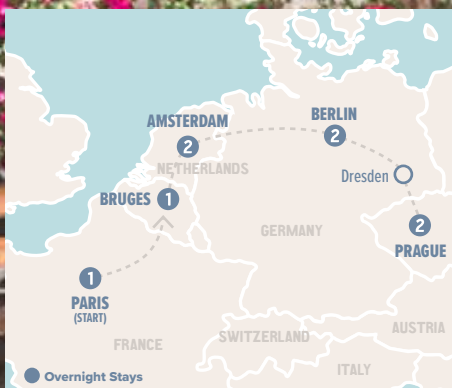 AMSTERDAM
2
BERLIN
2
NETHERLANDS
Dresden
BRUGES 1
2
PRAGUE
GERMANY
1
PARIS
(START)
FRANCE
SWITZERLAND
AUSTRIA
ITALY
Overnight Stays